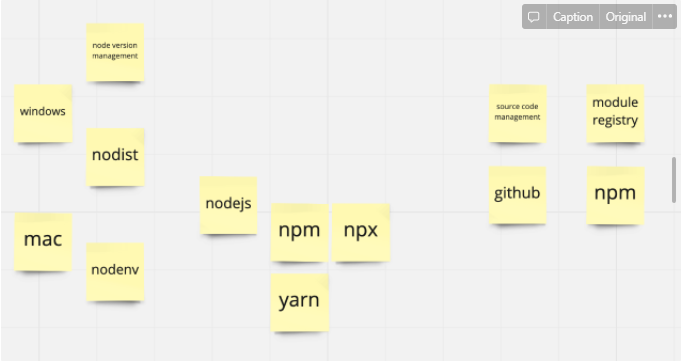 Caption
Original
node version
management
windows
source code
management
module
registry
nodist
nodejs
github
npm
mac
npm
npx
nodenv
yarn